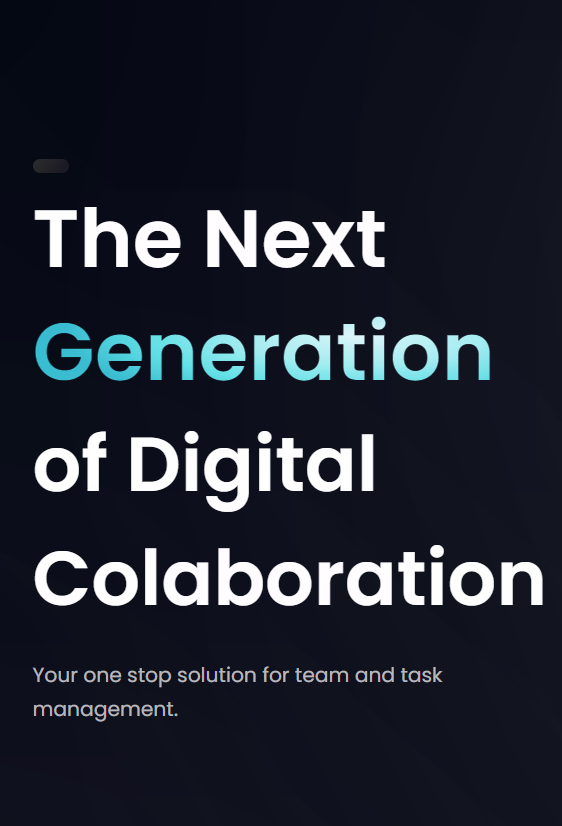 The Next
Generation
of Digital
Colaboration
Your one stop solution for team and task
management.